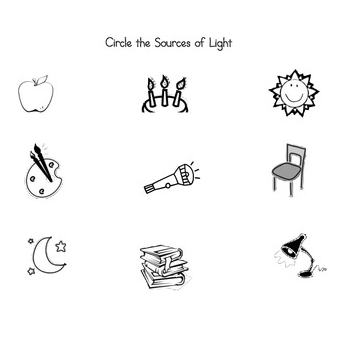 Circle the Sources of Light